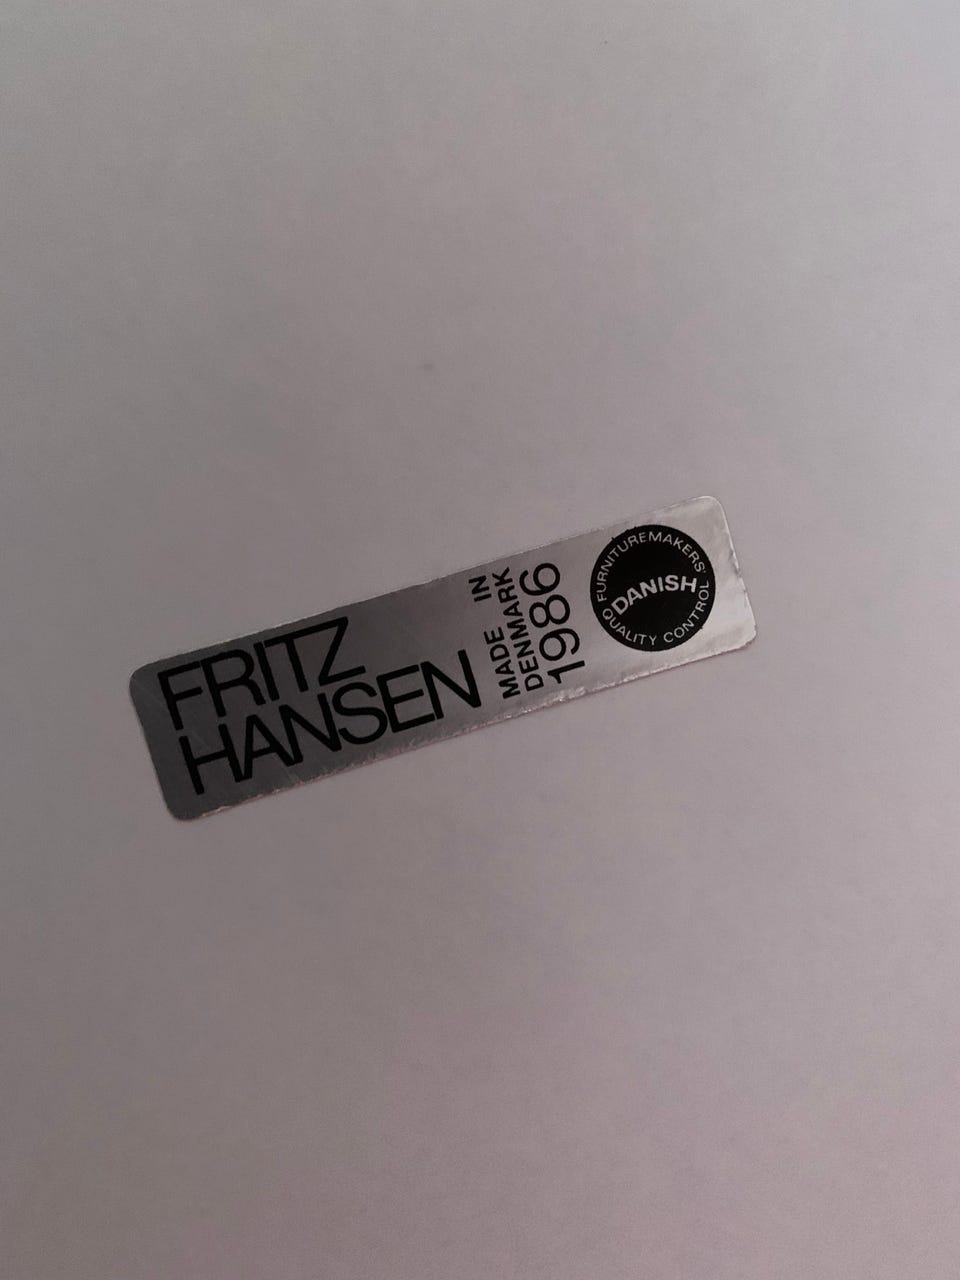 FRITZ
HANSEN
MADE IN
DENMARK
1986
FURNITUREMAKERS'
DANISH
QUALITY CONTROL